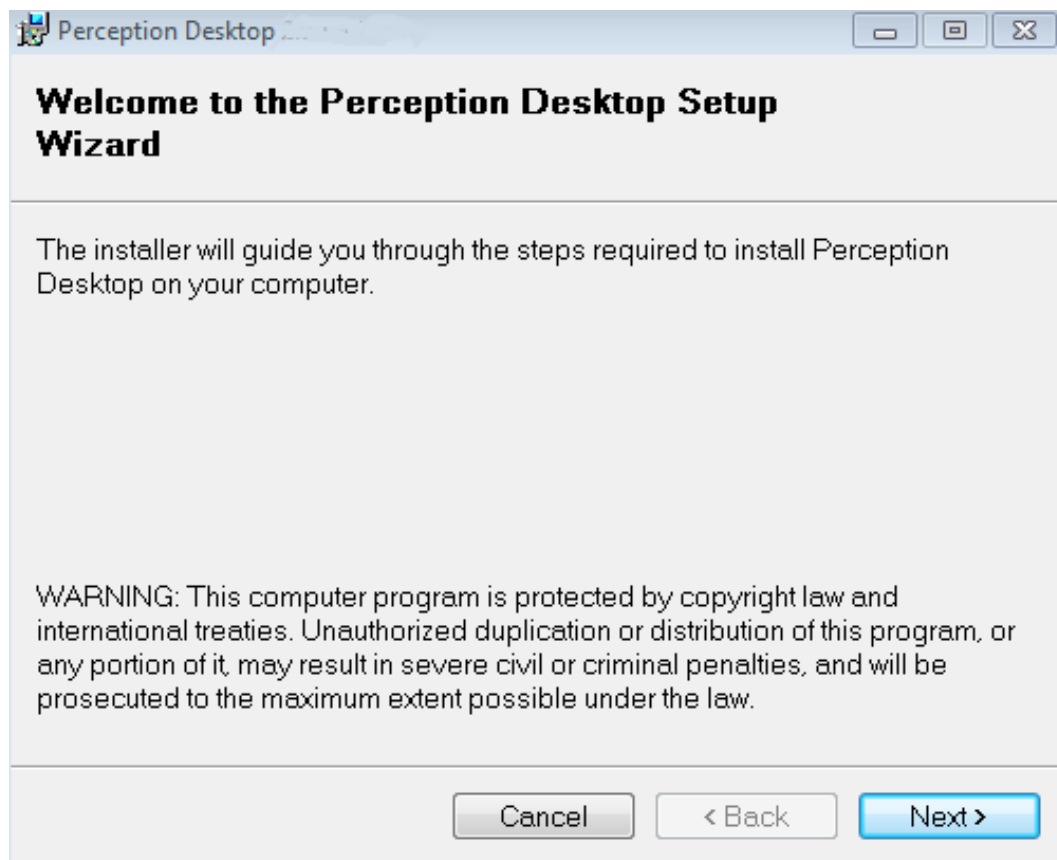 Perception Desktop
Welcome to the Perception Desktop Setup
Wizard
The installer will guide you through the steps required to install Perception
Desktop on your computer.
WARNING: This computer program is protected by copyright law and
international treaties. Unauthorized duplication or distribution of this program, or
any portion of it, may result in severe civil or criminal penalties, and will be
prosecuted to the maximum extent possible under the law.
Cancel
< Back
Next >